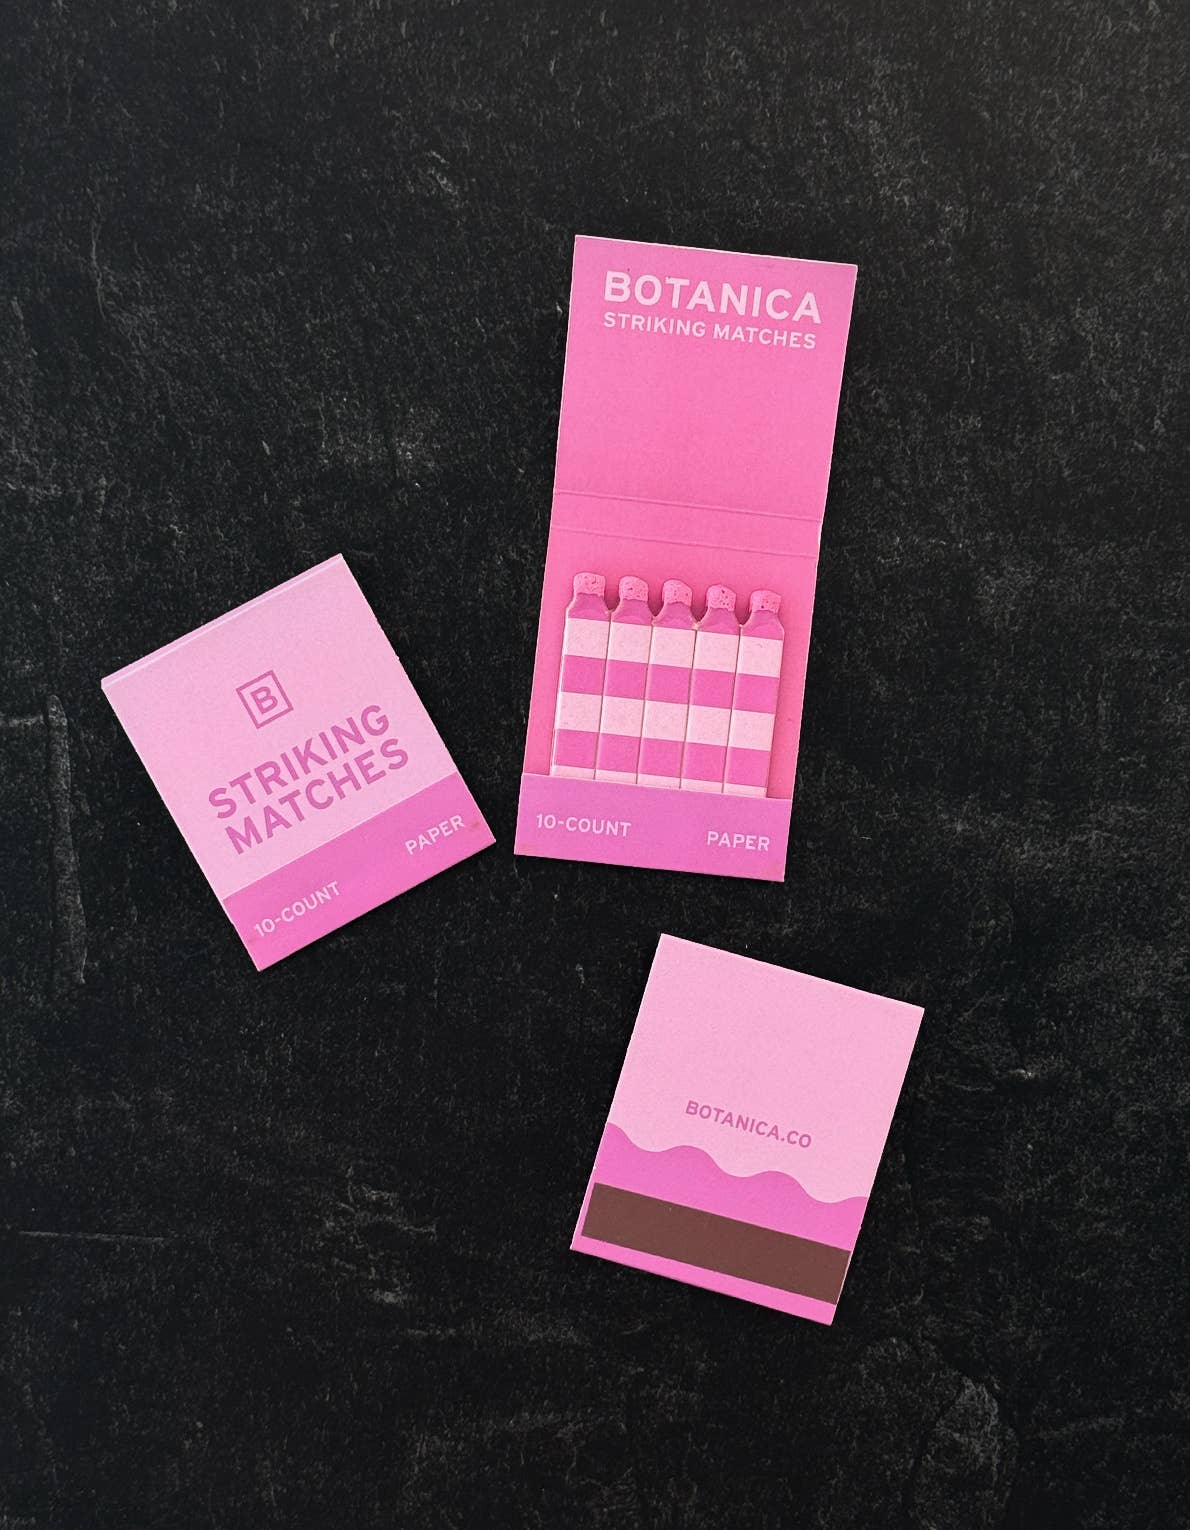 BOTANICA
STRIKING MATCHES
10-COUNT
PAPER
B
STRIKING
MATCHES
10-COUNT
PAPER
BOTANICA.CO